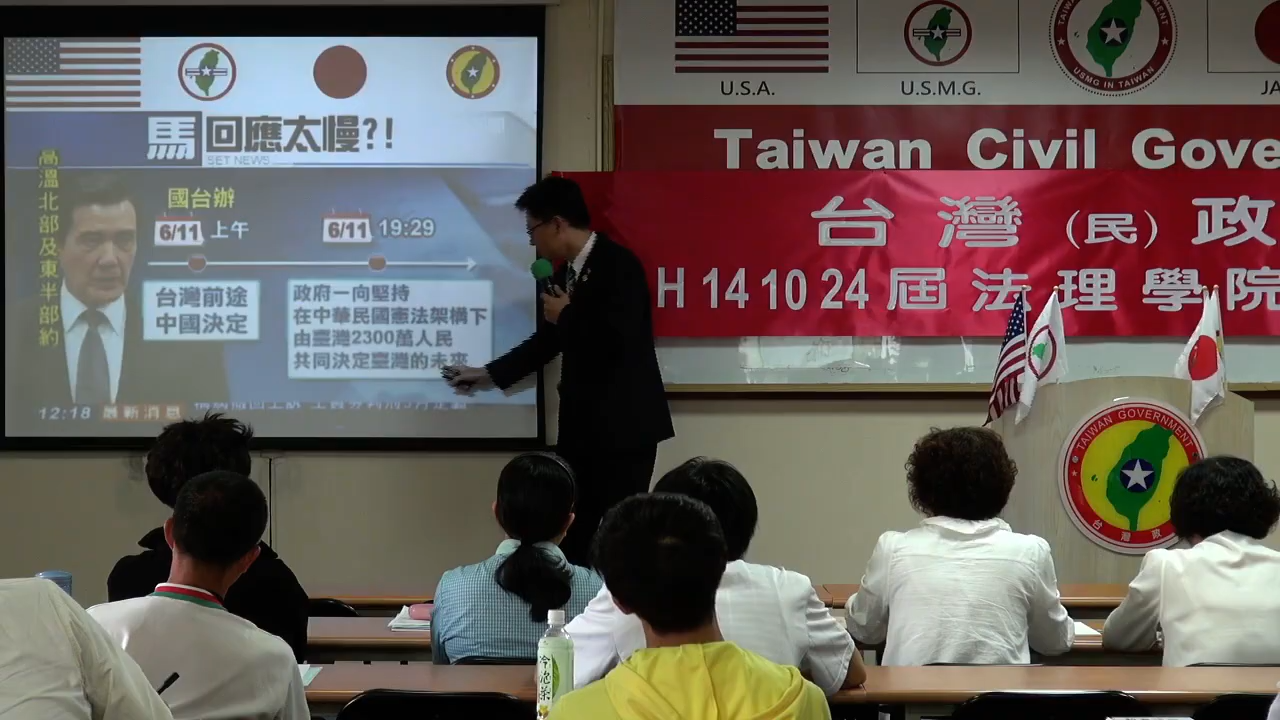 馬回應太慢?!
SET NEWS
高溫北部及東半部約
國台辦
6/11 上午
6/11 19:29
台灣前途
中國決定
政府一向堅持
在中華民國憲法架構下
由臺灣2300萬人民
共同決定臺灣的未來
12:18 最新消息
U.S.A.
U.S.M.G.
USMG IN TAIWAN
JA
Taiwan Civil Gove
台灣(民)政
H 14 10 24 屆法理學院
TAIWAN GOVERNMENT
台灣政
冷泡茶